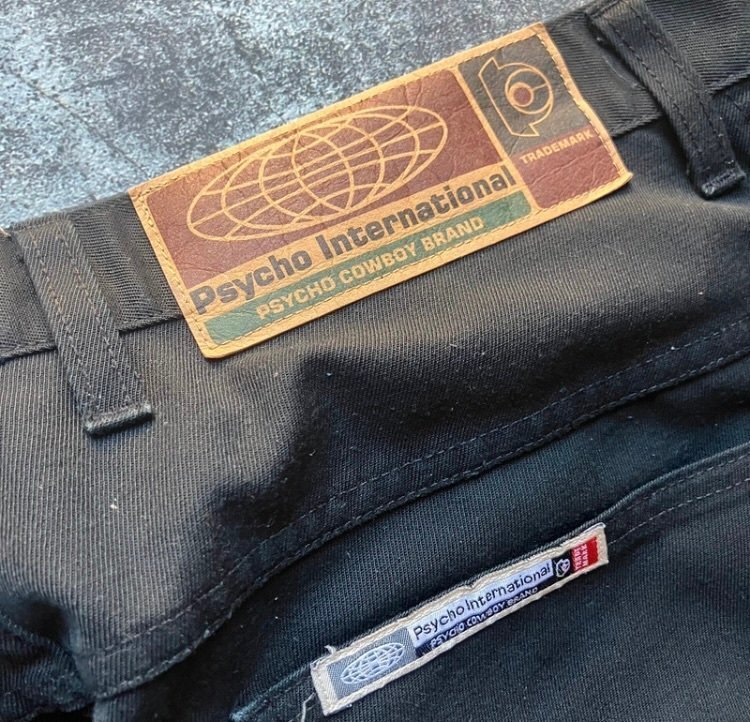 TRADEMARK
Psycho International
PSYCHO COWBOY BRAND
Psycho International
PSYCHO COWBOY BRAND